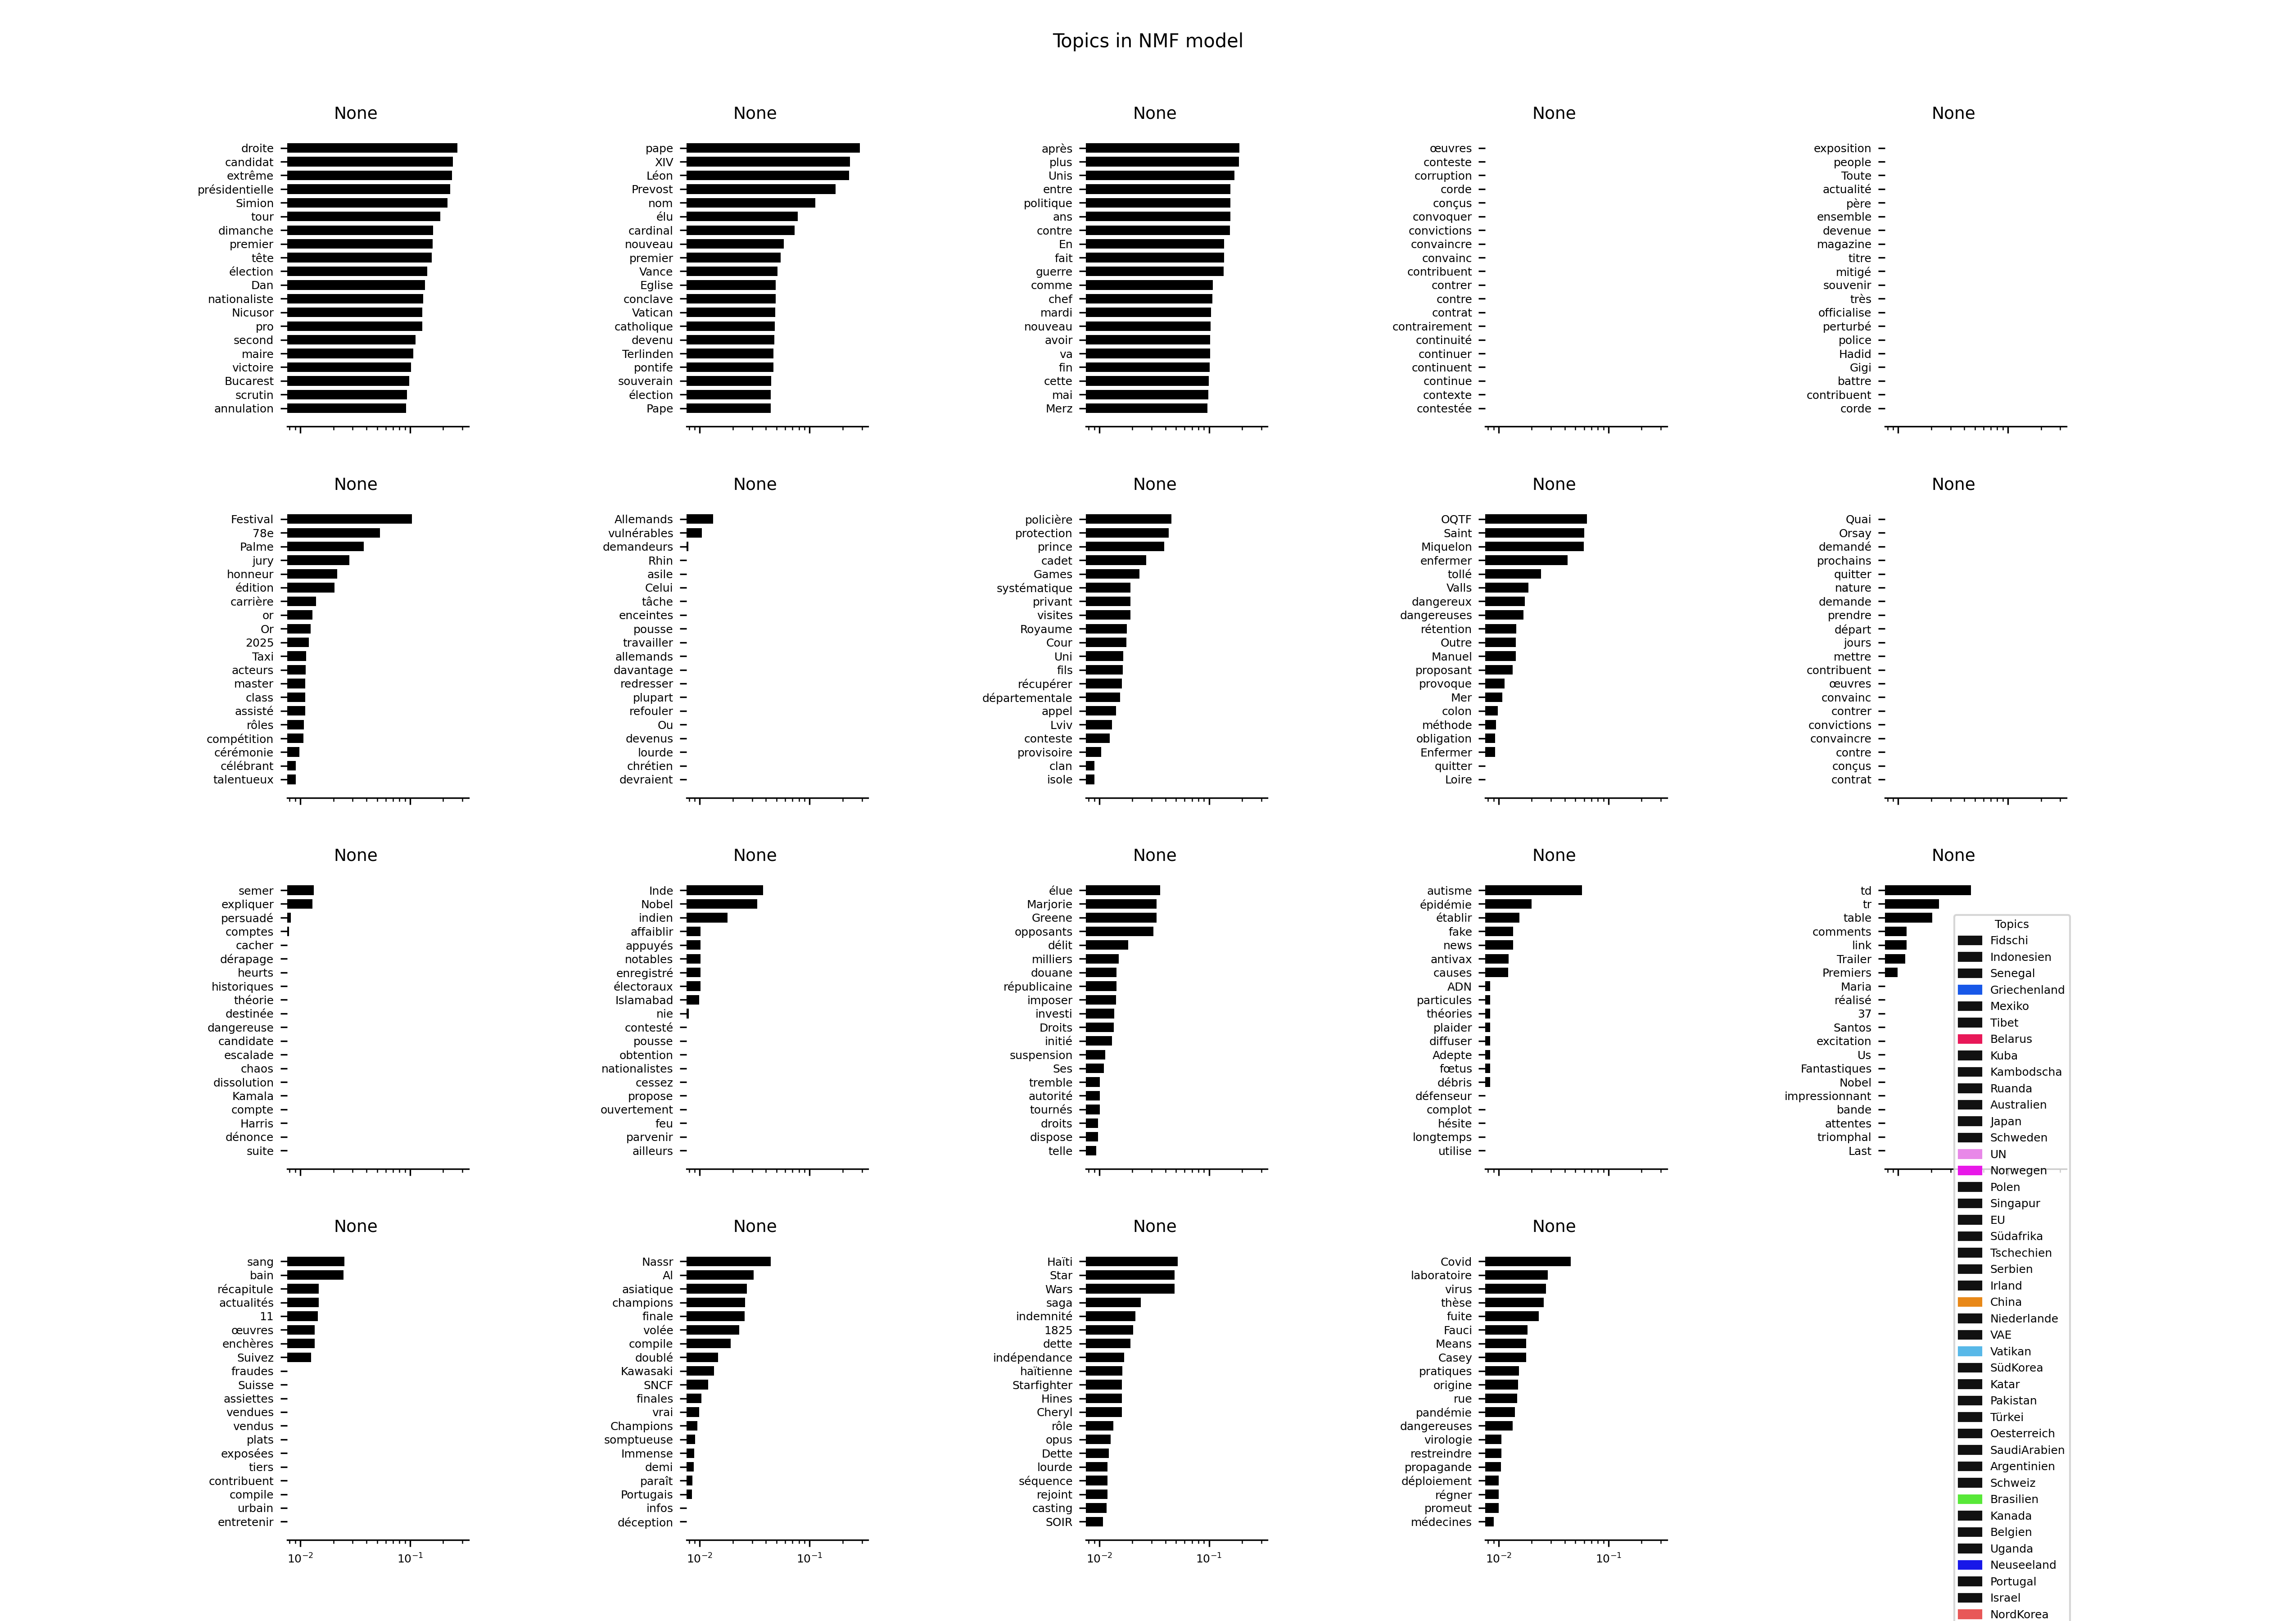 Topics in NMF model
None
droite
candidat
extrême
présidentielle
Simion
tour
dimanche
premier
tête
élection
Dan
nationaliste
Nicusor
pro
second
maire
victoire
Bucarest
scrutin
annulation
None
pape
XIV
Léon
Prevost
nom
élu
cardinal
nouveau
premier
Vance
Eglise
conclave
Vatican
catholique
devenu
Terlinden
pontife
souverain
élection
Pape
None
après
plus
Unis
entre
politique
ans
contre
En
fait
guerre
comme
chef
mardi
nouveau
avoir
va
fin
cette
mai
Merz
None
œuvres
conteste
corruption
corde
conçus
convoquer
convictions
convaincre
convainc
contribuent
contrer
contre
contrat
contrairement
continuité
continuer
continuent
continue
contexte
contestée
None
exposition
people
Toute
actualité
père
ensemble
devenue
magazine
titre
mitigé
souvenir
très
officialise
perturbé
police
Hadid
Gigi
battre
contribuent
corde
None
Festival
78e
Palme
jury
honneur
édition
carrière
or
Or
2025
Taxi
acteurs
master
class
assisté
rôles
compétition
cérémonie
célébrant
talentueux
None
Allemands
vulnérables
demandeurs
Rhin
asile
Celui
tâche
enceintes
pousse
travailler
allemands
davantage
redresser
plupart
refouler
Ou
devenus
lourde
chrétien
devraient
None
policière
protection
prince
cadet
Games
systématique
privant
visites
Royaume
Cour
Uni
fils
récupérer
départementale
appel
Lviv
conteste
provisoire
clan
isole
None
OQTF
Saint
Miquelon
enfermer
tollé
Valls
dangereux
dangereuses
rétention
Outre
Manuel
proposant
provoque
Mer
colon
méthode
obligation
Enfermer
quitter
Loire
None
Quai
Orsay
demandé
prochains
quitter
nature
demande
prendre
départ
jours
mettre
contribuent
œuvres
convainc
contrer
convictions
convaincre
contre
conçus
contrat
None
semer
expliquer
persuadé
comptes
cacher
dérapage
heurts
historiques
théorie
destinée
dangereuse
candidate
escalade
chaos
dissolution
Kamala
compte
Harris
dénonce
suite
None
Inde
Nobel
indien
affaiblir
appuyés
notables
enregistré
électoraux
Islamabad
nie
contesté
pousse
obtention
nationalistes
cessez
propose
ouvertement
feu
parvenir
ailleurs
None
élue
Marjorie
Greene
opposants
délit
milliers
douane
républicaine
imposer
investi
Droits
initié
suspension
Ses
tremble
autorité
tournés
droits
dispose
telle
None
autisme
épidémie
établir
fake
news
antivax
causes
ADN
particules
théories
plaider
diffuser
Adepte
fœtus
débris
défenseur
complot
hésite
longtemps
utilise
None
td
tr
table
comments
link
Trailer
Premiers
Maria
réalisé
37
Santos
excitation
Us
Fantastiques
Nobel
impressionnant
bande
attentes
triomphal
Last
None
sang
bain
récapitule
actualités
11
œuvres
enchères
Suivez
fraudes
Suisse
assiettes
vendues
vendus
plats
exposées
tiers
contribuent
compile
urbain
entretenir
10⁻² 10⁻¹
None
Nassr
Al
asiatique
champions
finale
volée
compile
doublé
Kawasaki
SNCF
finales
vrai
Champions
somptueuse
Immense
demi
paraît
Portugais
infos
déception
10⁻² 10⁻¹
None
Haïti
Star
Wars
saga
indemnité
1825
dette
indépendance
haïtienne
Starfighter
Hines
Cheryl
rôle
opus
Dette
lourde
séquence
rejoint
casting
SOIR
10⁻² 10⁻¹
None
Covid
laboratoire
virus
thèse
fuite
Fauci
Means
Casey
pratiques
origine
rue
pandémie
dangereuses
virologie
restreindre
propagande
déploiement
régner
promeut
médecines
10⁻² 10⁻¹
Topics
Fidschi
Indonesien
Senegal
Griechenland
Mexiko
Tibet
Belarus
Kuba
Kambodscha
Ruanda
Australien
Japan
Schweden
UN
Norwegen
Polen
Singapur
EU
Südafrika
Tschechien
Serbien
Irland
China
Niederlande
VAE
Vatikan
SüdKorea
Katar
Pakistan
Türkei
Oesterreich
SaudiArabien
Argentinien
Schweiz
Brasilien
Kanada
Belgien
Uganda
Neuseeland
Portugal
Israel
NordKorea